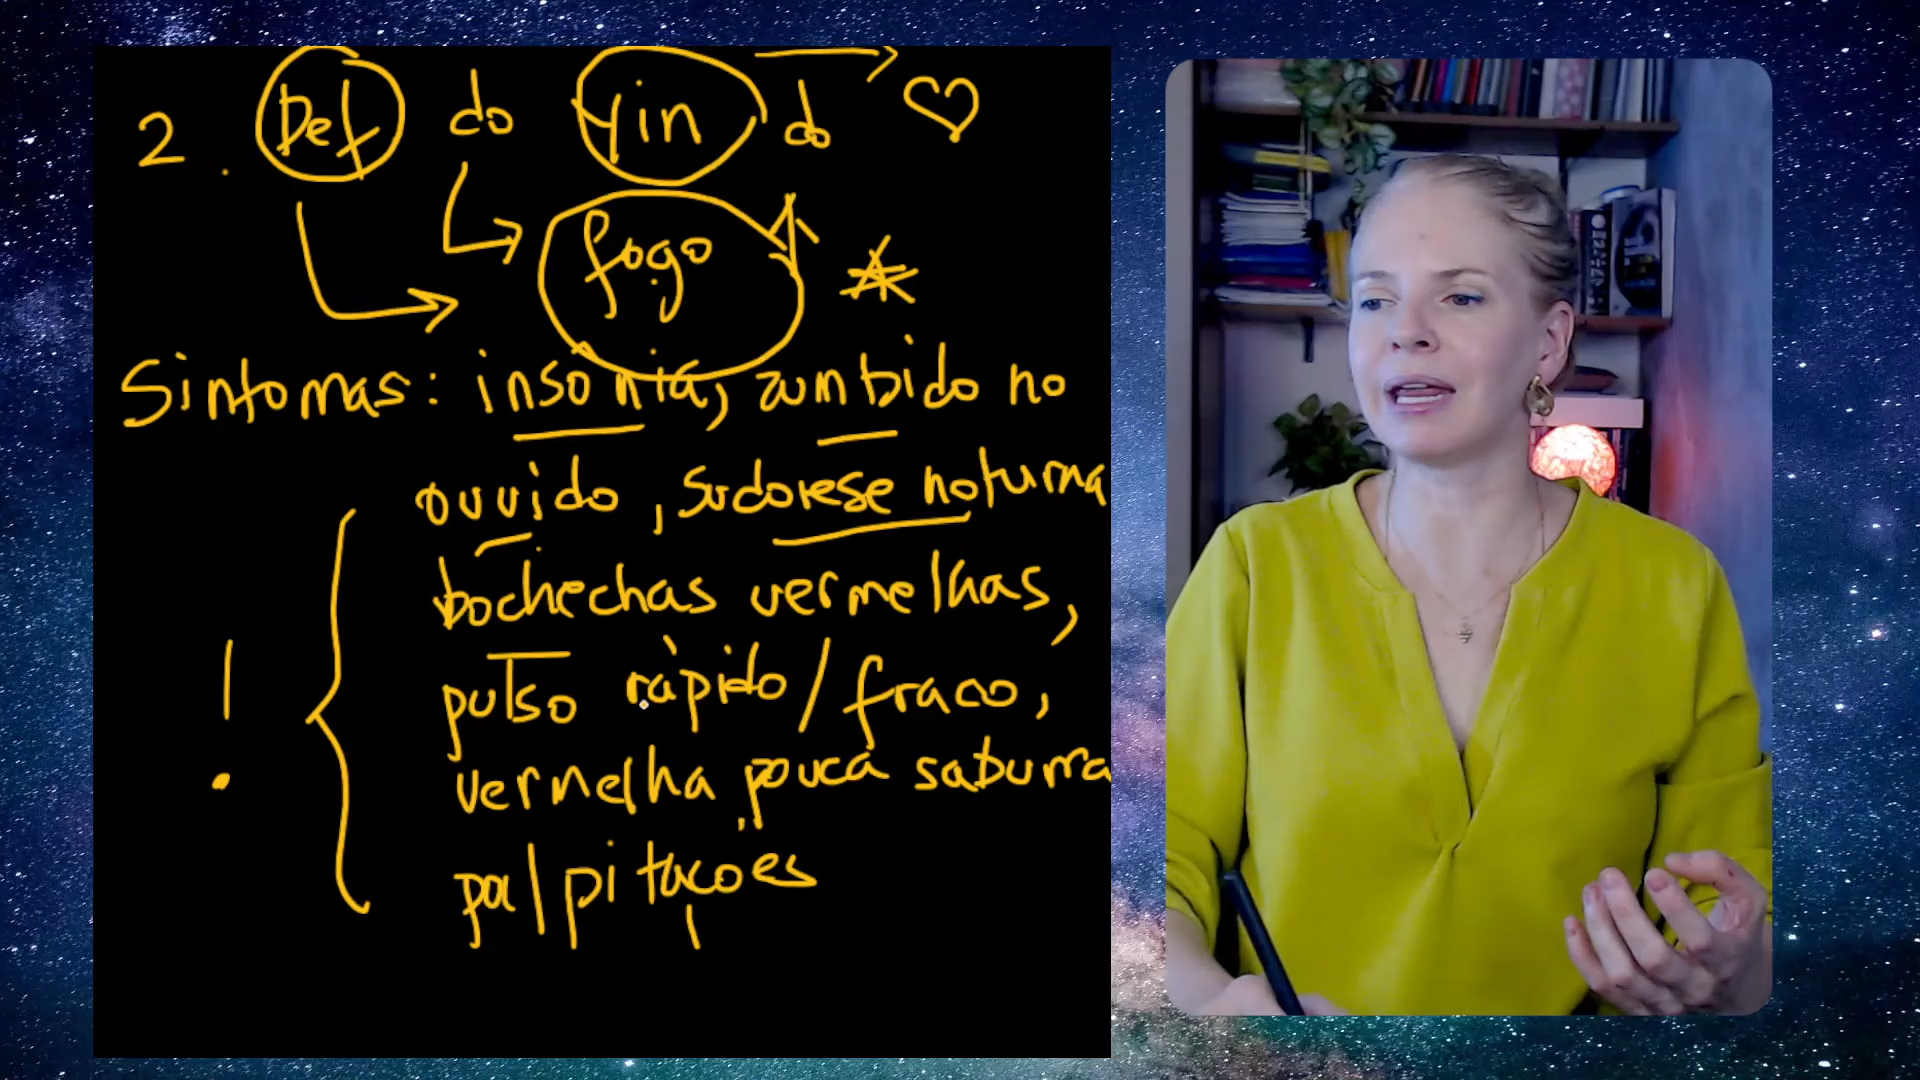 2. Def do Yin do ♡
fogo
Sintomas: insônia, zumbido no
ouvido, sudorese noturna
bochechas vermelhas,
pulso rápido/fraco,
vermelha, pouca saburra
palpitações